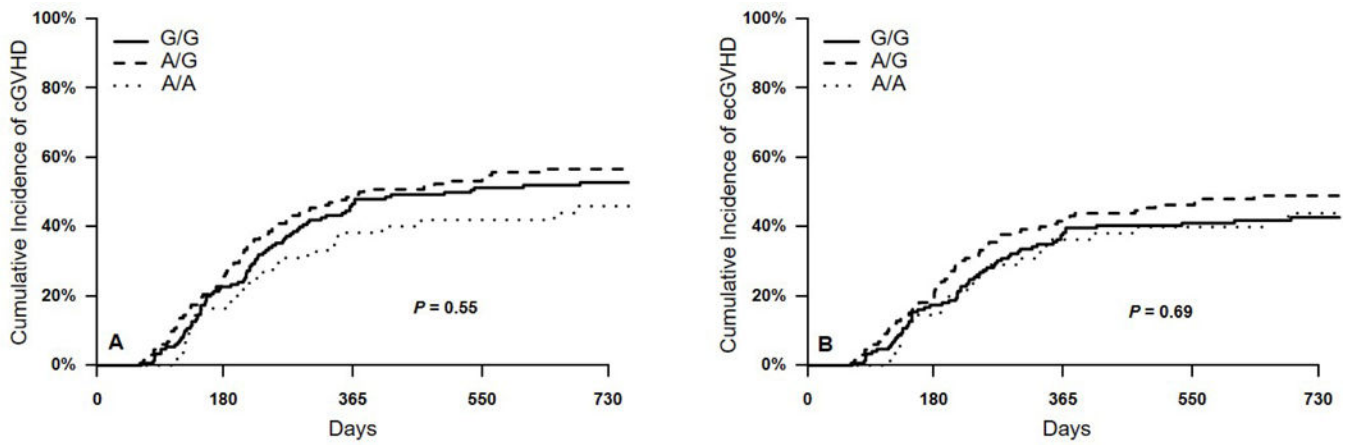 Cumulative Incidence of cGVHD
100%
80%
60%
40%
20%
0%
G/G
A/G
A/A
P = 0.55
A
0 180 365 550 730
Days
Cumulative Incidence of ecGVHD
100%
80%
60%
40%
20%
0%
G/G
A/G
A/A
P = 0.69
B
0 180 365 550 730
Days